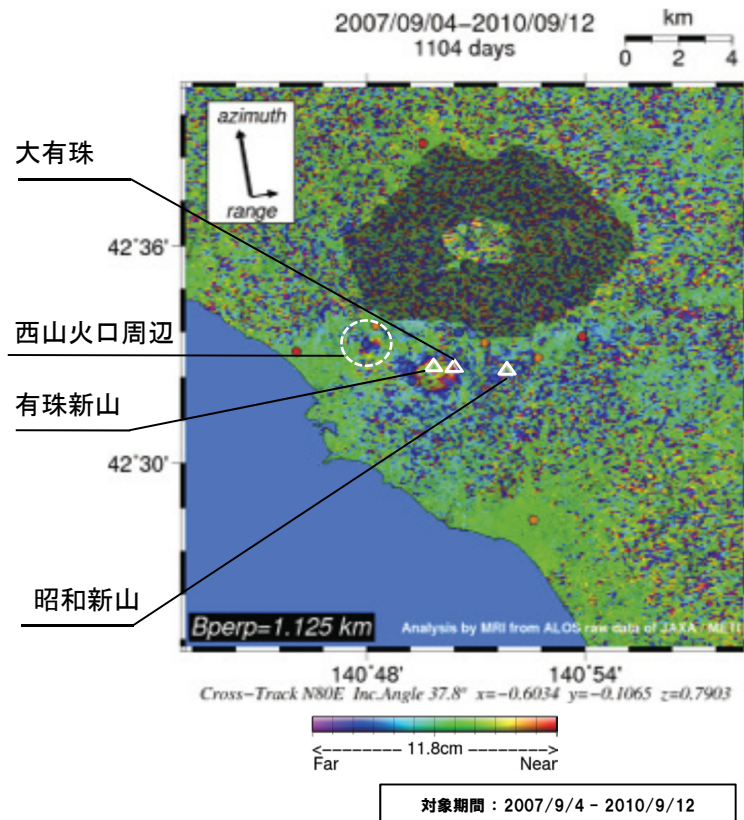 2007/09/04-2010/09/12
1104 days
km
0 2 4
azimuth
range
大有珠
42°36'
西山火口周辺
有珠新山
42°30'
昭和新山
Bperp=1.125 km
Analysis by MRI from ALOS raw data of JAXA / METI
140°48'
140°54'
Cross-Track N80E Inc.Angle 37.8° x=-0.6034 y=-0.1065 z=0.7903
<-------- 11.8cm -------->
Far
Near
対象期間：2007/9/4 - 2010/9/12